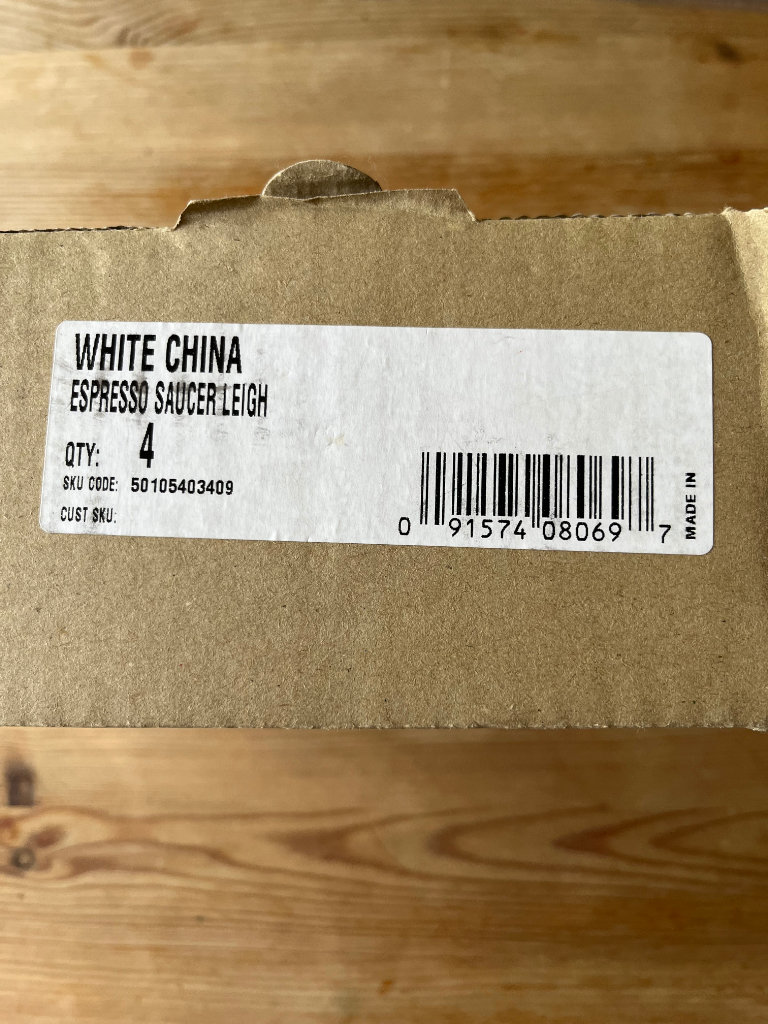 WHITE CHINA
ESPRESSO SAUCER LEIGH
QTY: 4
SKU CODE: 50105403409
CUST SKU:
0 91574 08069 7
MADE IN